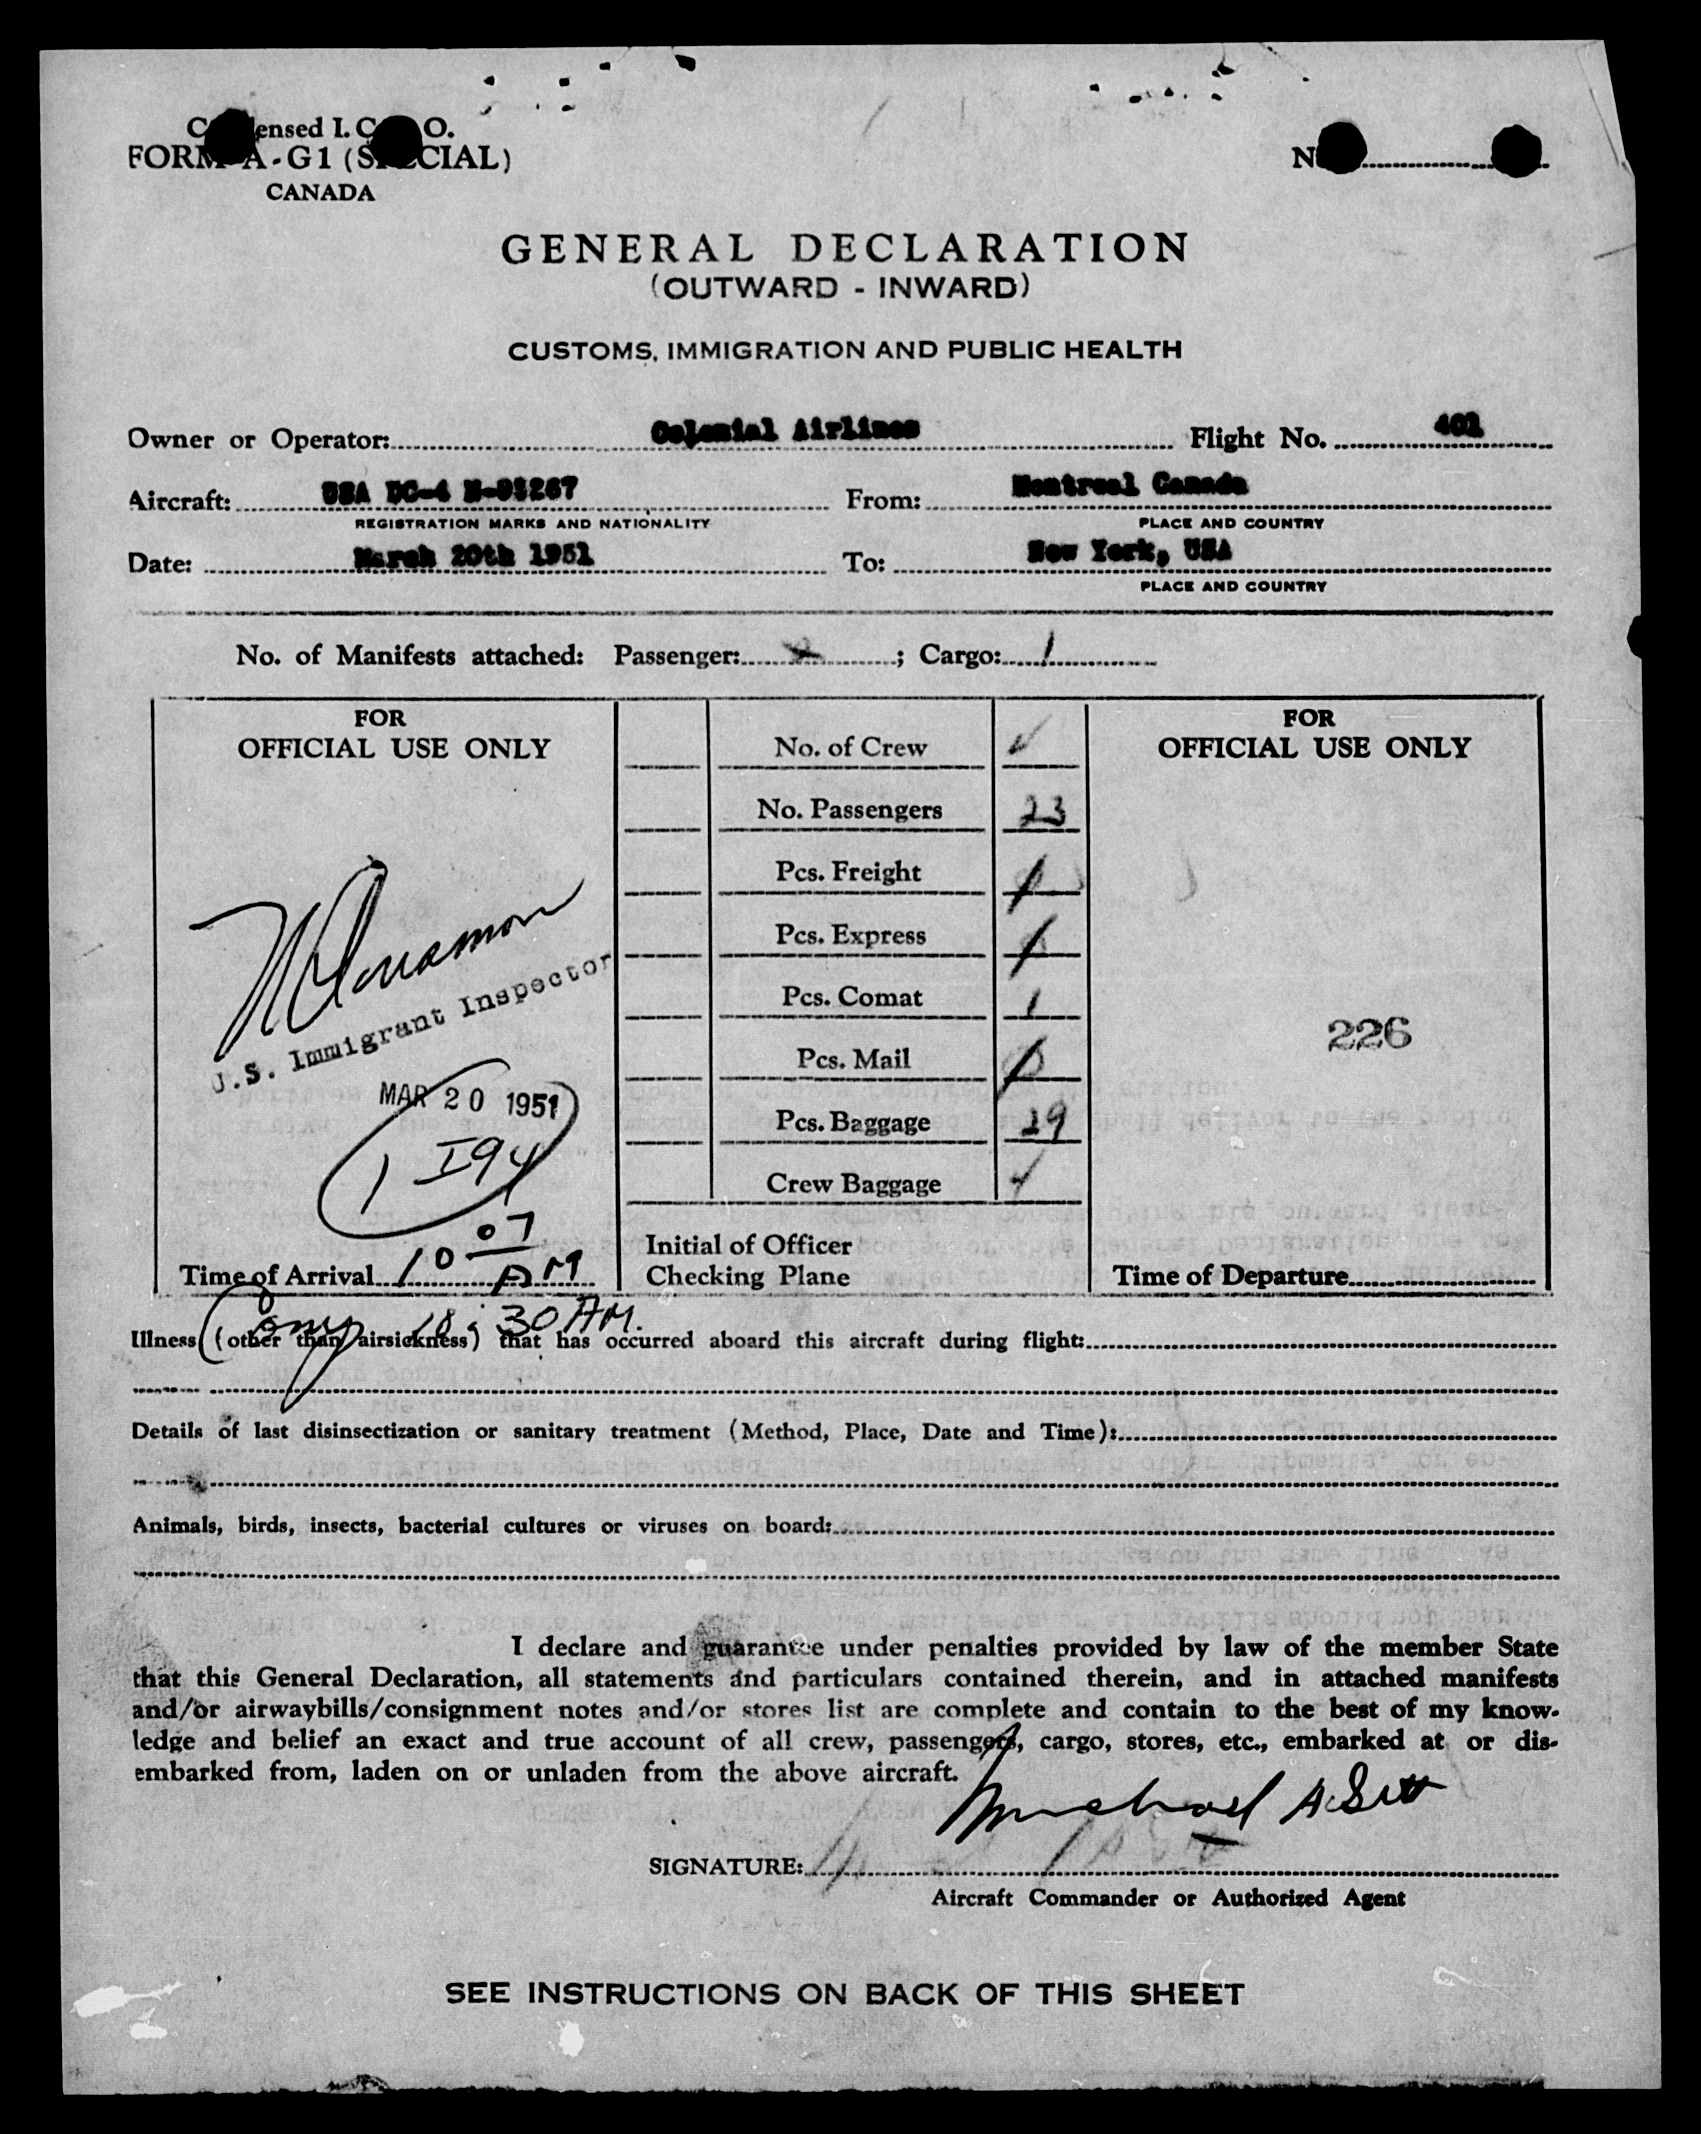 ensed I. C O.
FORM A-G1 (SPECIAL)
CANADA
GENERAL DECLARATION
(OUTWARD - INWARD)
CUSTOMS, IMMIGRATION AND PUBLIC HEALTH
Owner or Operator: Colonial Airlines Flight No. 401
Aircraft: USA DC-4 From: Montreal Canada
REGISTRATION MARKS AND NATIONALITY PLACE AND COUNTRY
Date: March 20th 1951 To: New York, USA
PLACE AND COUNTRY
No. of Manifests attached: Passenger: ; Cargo: 1
FOR
OFFICIAL USE ONLY
U.S. Immigrant Inspector
MAR 20 1951
1 I94
Time of Arrival 10 07 AM
10:30 AM.
No. of Crew
No. Passengers 23
Pcs. Freight
Pcs. Express
Pcs. Comat 1
Pcs. Mail
Pcs. Baggage 29
Crew Baggage
Initial of Officer
Checking Plane
FOR
OFFICIAL USE ONLY
226
Time of Departure
Illness (other than airsickness) that has occurred aboard this aircraft during flight:
Details of last disinsectization or sanitary treatment (Method, Place, Date and Time):
Animals, birds, insects, bacterial cultures or viruses on board:
I declare and guarantee under penalties provided by law of the member State
that this General Declaration, all statements and particulars contained therein, and in attached manifests
and/or airwaybills/consignment notes and/or stores list are complete and contain to the best of my know-
ledge and belief an exact and true account of all crew, passengers, cargo, stores, etc., embarked at or dis-
embarked from, laden on or unladen from the above aircraft.
Michael A
SIGNATURE:
Aircraft Commander or Authorized Agent
SEE INSTRUCTIONS ON BACK OF THIS SHEET